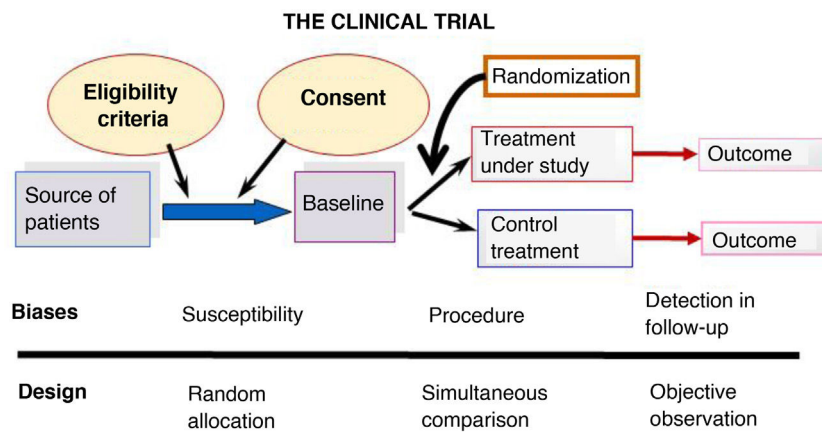 THE CLINICAL TRIAL
Eligibility
criteria
Consent
Randomization
Source of
patients
Baseline
Treatment
under study
Outcome
Control
treatment
Outcome
Biases
Susceptibility
Procedure
Detection in
follow-up
Design
Random
allocation
Simultaneous
comparison
Objective
observation